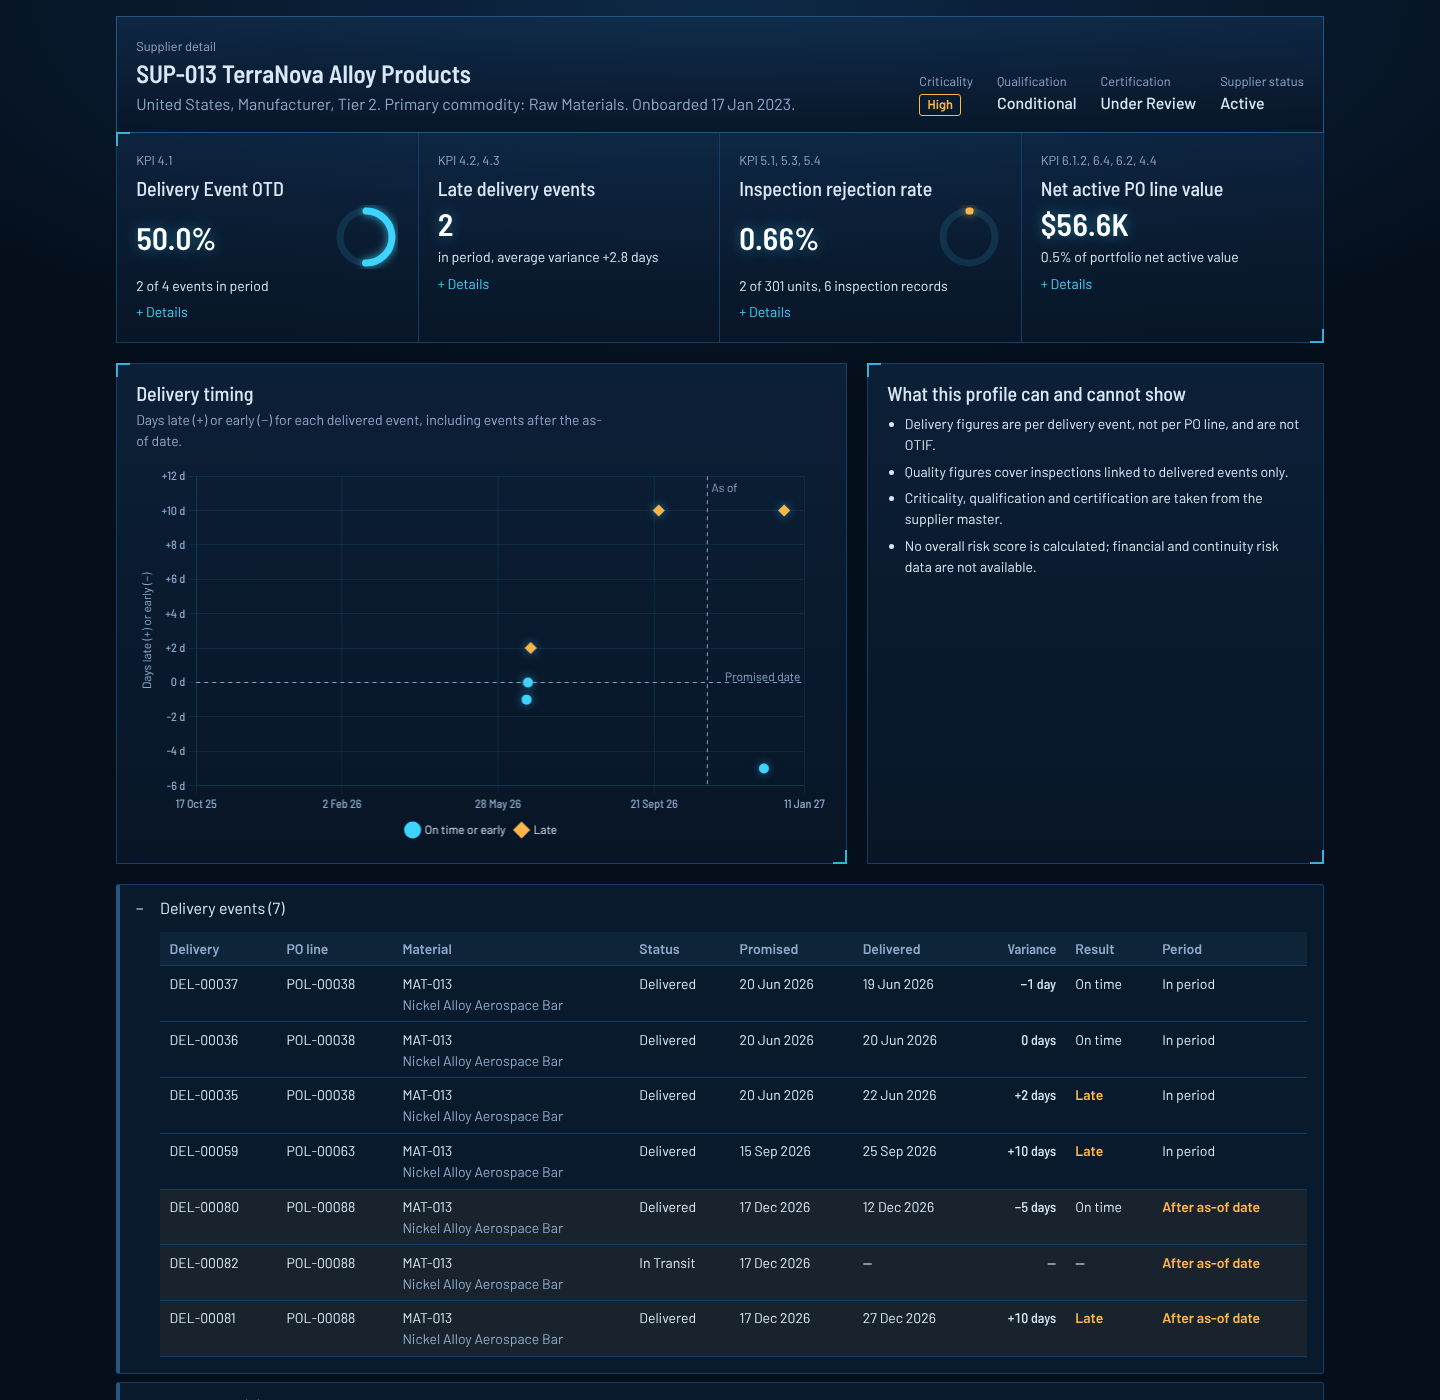 Supplier detail
SUP-013 TerraNova Alloy Products
United States, Manufacturer, Tier 2. Primary commodity: Raw Materials. Onboarded 17 Jan 2023.
Criticality Qualification Certification Supplier status
High Conditional Under Review Active
KPI 4.1
Delivery Event OTD
50.0%
2 of 4 events in period
+ Details
KPI 4.2, 4.3
Late delivery events
2
in period, average variance +2.8 days
+ Details
KPI 5.1, 5.3, 5.4
Inspection rejection rate
0.66%
2 of 301 units, 6 inspection records
+ Details
KPI 6.1.2, 6.4, 6.2, 4.4
Net active PO line value
$56.6K
0.5% of portfolio net active value
+ Details
Delivery timing
Days late (+) or early (−) for each delivered event, including events after the as-
of date.
Days late (+) or early (−)
+12 d
+10 d
+8 d
+6 d
+4 d
+2 d
0 d
-2 d
-4 d
-6 d
As of
Promised date
17 Oct 25 2 Feb 26 28 May 26 21 Sept 26 11 Jan 27
On time or early Late
What this profile can and cannot show
• Delivery figures are per delivery event, not per PO line, and are not
OTIF.
• Quality figures cover inspections linked to delivered events only.
• Criticality, qualification and certification are taken from the
supplier master.
• No overall risk score is calculated; financial and continuity risk
data are not available.
− Delivery events (7)
Delivery PO line Material Status Promised Delivered Variance Result Period
DEL-00037 POL-00038 MAT-013 Delivered 20 Jun 2026 19 Jun 2026 −1 day On time In period
Nickel Alloy Aerospace Bar
DEL-00036 POL-00038 MAT-013 Delivered 20 Jun 2026 20 Jun 2026 0 days On time In period
Nickel Alloy Aerospace Bar
DEL-00035 POL-00038 MAT-013 Delivered 20 Jun 2026 22 Jun 2026 +2 days Late In period
Nickel Alloy Aerospace Bar
DEL-00059 POL-00063 MAT-013 Delivered 15 Sep 2026 25 Sep 2026 +10 days Late In period
Nickel Alloy Aerospace Bar
DEL-00080 POL-00088 MAT-013 Delivered 17 Dec 2026 12 Dec 2026 −5 days On time After as-of date
Nickel Alloy Aerospace Bar
DEL-00082 POL-00088 MAT-013 In Transit 17 Dec 2026 — — — After as-of date
Nickel Alloy Aerospace Bar
DEL-00081 POL-00088 MAT-013 Delivered 17 Dec 2026 27 Dec 2026 +10 days Late After as-of date
Nickel Alloy Aerospace Bar